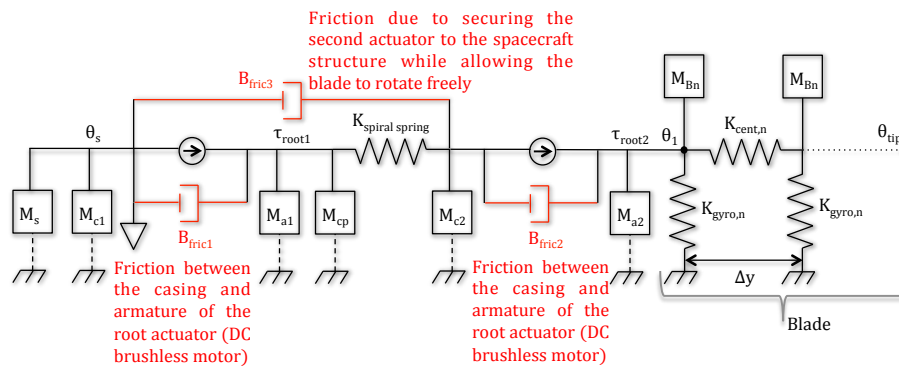 Friction due to securing the
second actuator to the spacecraft
structure while allowing the
blade to rotate freely
B_fric3
M_Bn
M_Bn
θ_s
τ_root1
K_spiral spring
τ_root2
θ_1
K_cent,n
θ_tip
M_s
M_c1
B_fric1
M_a1
M_cp
M_c2
B_fric2
M_a2
K_gyro,n
K_gyro,n
Friction between
the casing and
armature of the
root actuator (DC
brushless motor)
Friction between
the casing and
armature of the
root actuator (DC
brushless motor)
Δy
Blade